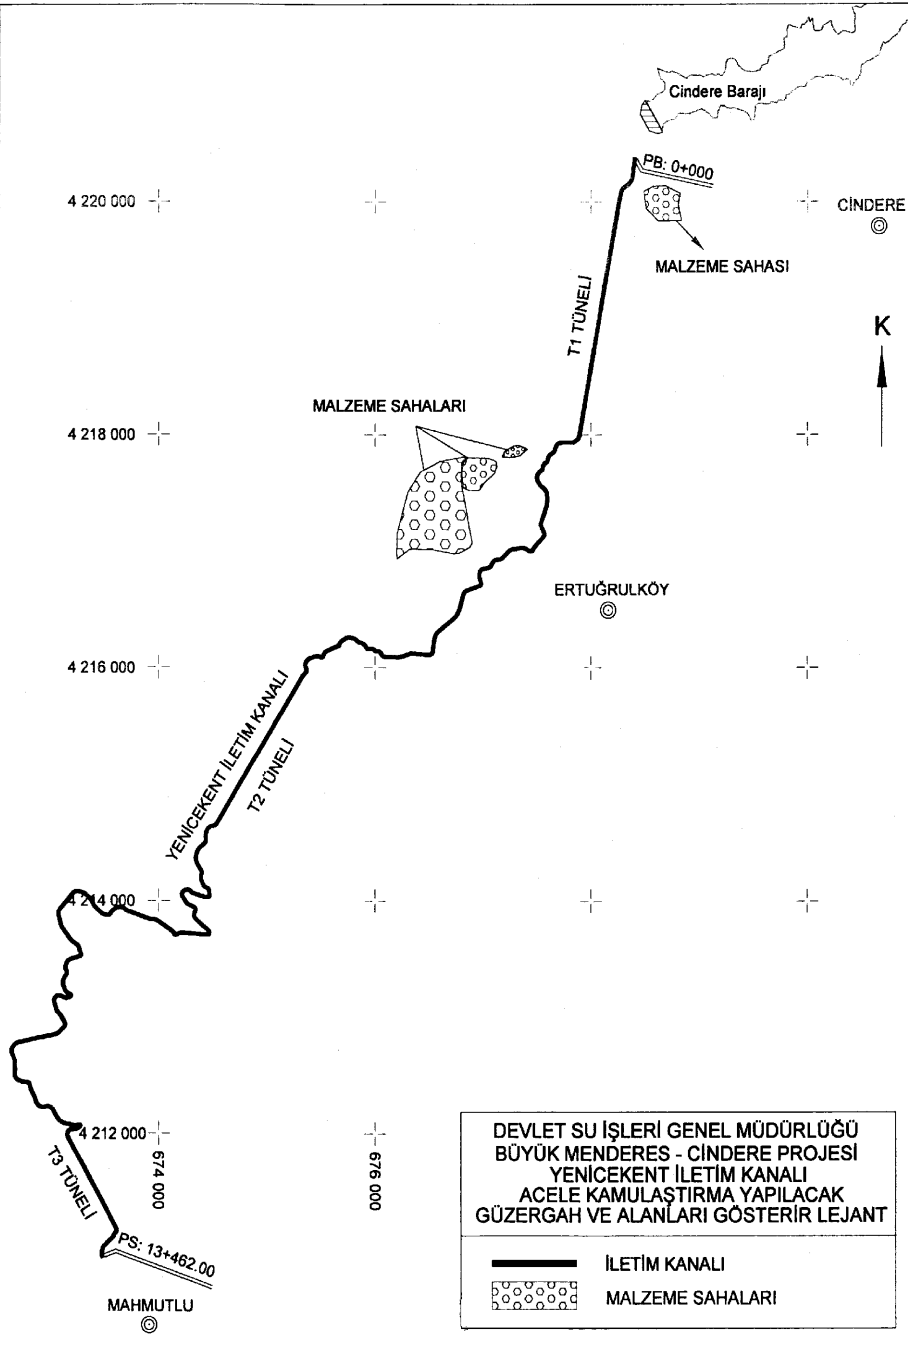 Cindere Barajı
PB: 0+000
4 220 000
CİNDERE
MALZEME SAHASI
T1 TÜNELİ
K
MALZEME SAHALARI
4 218 000
ERTUĞRULKÖY
4 216 000
YENİCEKENT İLETİM KANALI
T2 TÜNELİ
4 214 000
4 212 000
T3 TÜNELİ
674 000
676 000
PS: 13+462.00
MAHMUTLU
DEVLET SU İŞLERİ GENEL MÜDÜRLÜĞÜ
BÜYÜK MENDERES - CİNDERE PROJESİ
YENİCEKENT İLETİM KANALI
ACELE KAMULAŞTIRMA YAPILACAK
GÜZERGAH VE ALANLARI GÖSTERİR LEJANT
İLETİM KANALI
MALZEME SAHALARI